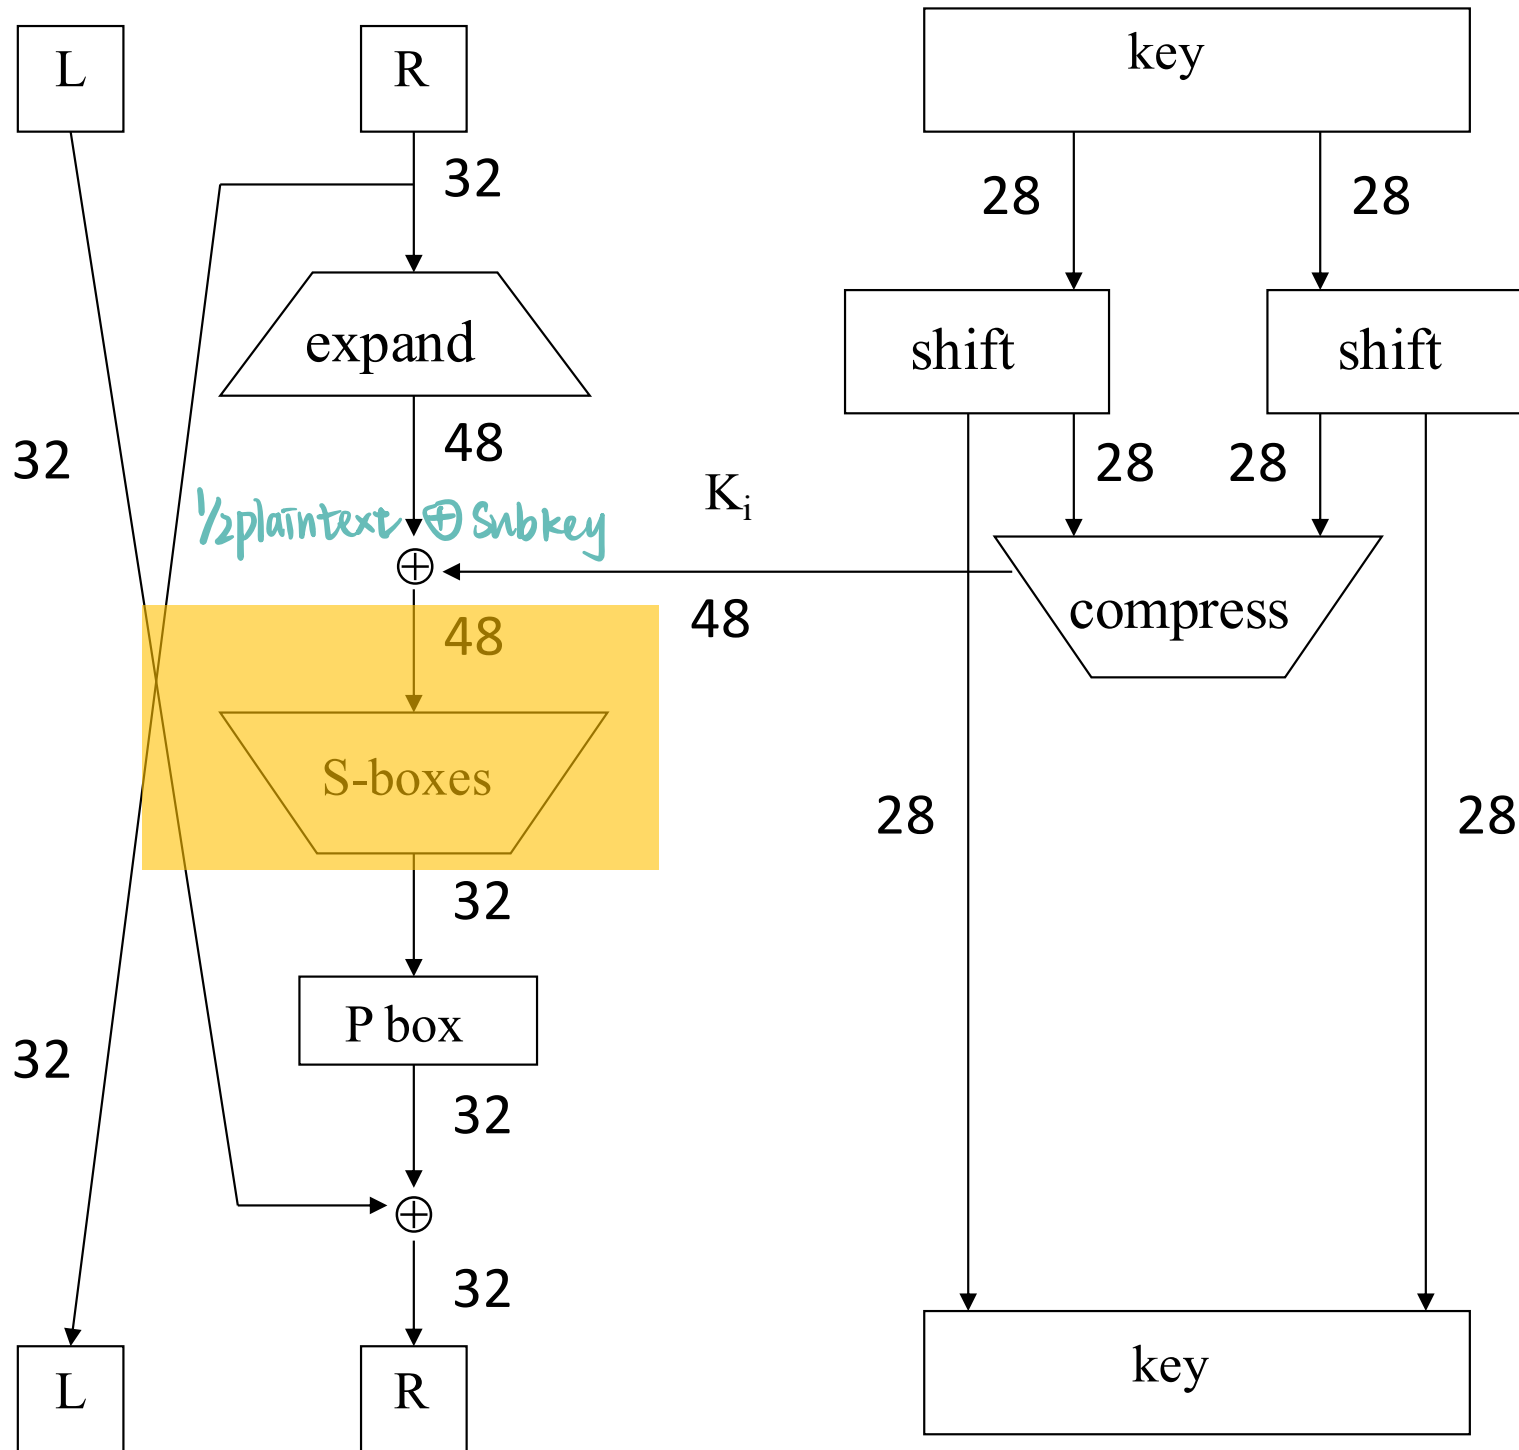 L
R
key
32
28
28
expand
shift
shift
48
28
28
32
K_i
½plaintext ⊕ Subkey
48
48
compress
S-boxes
28
28
32
P box
32
32
32
L
R
key